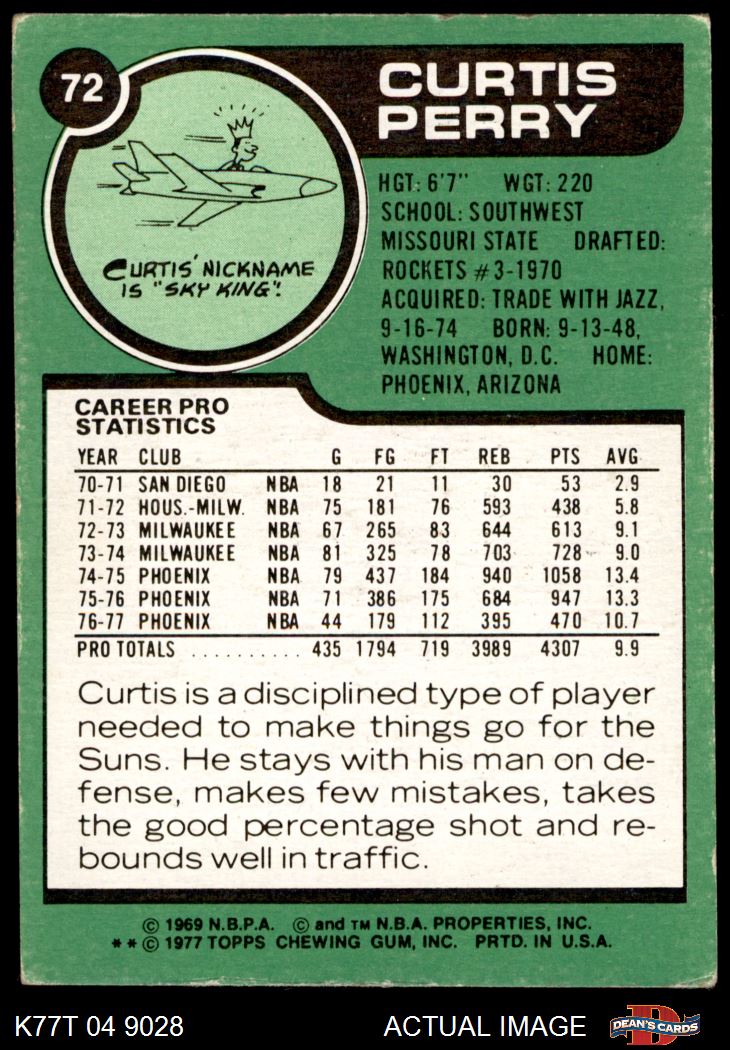 72
CURTIS
PERRY
CURTIS' NICKNAME
IS "SKY KING"!
HGT: 6'7" WGT: 220
SCHOOL: SOUTHWEST
MISSOURI STATE DRAFTED:
ROCKETS #3-1970
ACQUIRED: TRADE WITH JAZZ,
9-16-74 BORN: 9-13-48,
WASHINGTON, D.C. HOME:
PHOENIX, ARIZONA
CAREER PRO
STATISTICS
YEAR CLUB G FG FT REB PTS AVG
70-71 SAN DIEGO NBA 18 21 11 30 53 2.9
71-72 HOUS.-MILW. NBA 75 181 76 593 438 5.8
72-73 MILWAUKEE NBA 67 265 83 644 613 9.1
73-74 MILWAUKEE NBA 81 325 78 703 728 9.0
74-75 PHOENIX NBA 79 437 184 940 1058 13.4
75-76 PHOENIX NBA 71 386 175 684 947 13.3
76-77 PHOENIX NBA 44 179 112 395 470 10.7
PRO TOTALS .......... 435 1794 719 3989 4307 9.9
Curtis is a disciplined type of player
needed to make things go for the
Suns. He stays with his man on de-
fense, makes few mistakes, takes
the good percentage shot and re-
bounds well in traffic.
© 1969 N.B.P.A. © and TM N.B.A. PROPERTIES, INC.
**© 1977 TOPPS CHEWING GUM, INC. PRTD. IN U.S.A.
K77T 04 9028 ACTUAL IMAGE D DEAN'S CARDS